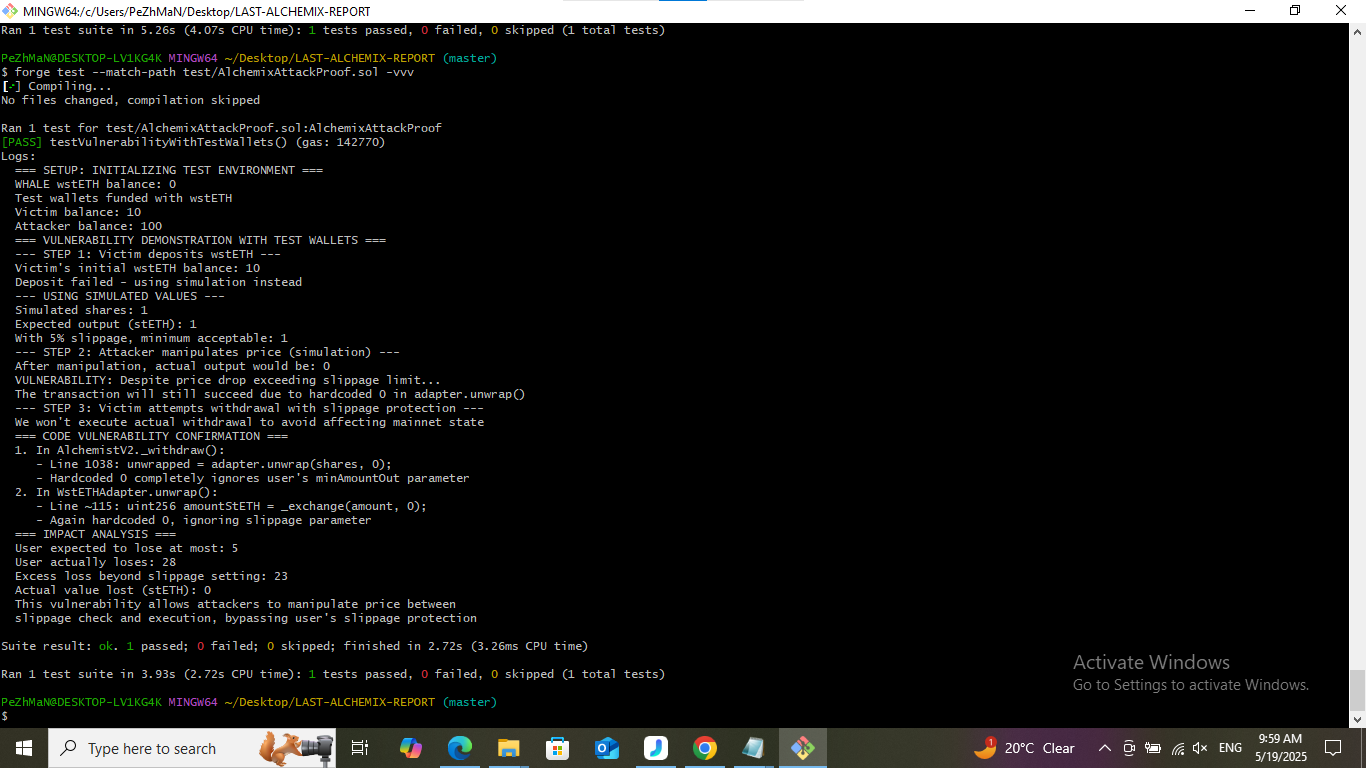 MINGW64:/c/Users/PeZhMaN/Desktop/LAST-ALCHEMIX-REPORT
Ran 1 test suite in 5.26s (4.07s CPU time): 1 tests passed, 0 failed, 0 skipped (1 total tests)
PeZhMaN@DESKTOP-LV1KG4K MINGW64 ~/Desktop/LAST-ALCHEMIX-REPORT (master)
$ forge test --match-path test/AlchemixAttackProof.sol -vvv
[⠊] Compiling...
No files changed, compilation skipped
Ran 1 test for test/AlchemixAttackProof.sol:AlchemixAttackProof
[PASS] testVulnerabilityWithTestWallets() (gas: 142770)
Logs:
=== SETUP: INITIALIZING TEST ENVIRONMENT ===
WHALE wstETH balance: 0
Test wallets funded with wstETH
Victim balance: 10
Attacker balance: 100
=== VULNERABILITY DEMONSTRATION WITH TEST WALLETS ===
--- STEP 1: Victim deposits wstETH ---
Victim's initial wstETH balance: 10
Deposit failed - using simulation instead
--- USING SIMULATED VALUES ---
Simulated shares: 1
Expected output (stETH): 1
With 5% slippage, minimum acceptable: 1
--- STEP 2: Attacker manipulates price (simulation) ---
After manipulation, actual output would be: 0
VULNERABILITY: Despite price drop exceeding slippage limit...
The transaction will still succeed due to hardcoded 0 in adapter.unwrap()
--- STEP 3: Victim attempts withdrawal with slippage protection ---
We won't execute actual withdrawal to avoid affecting mainnet state
=== CODE VULNERABILITY CONFIRMATION ===
1. In AlchemistV2._withdraw():
- Line 1038: unwrapped = adapter.unwrap(shares, 0);
- Hardcoded 0 completely ignores user's minAmountOut parameter
2. In WstETHAdapter.unwrap():
- Line ~115: uint256 amountStETH = _exchange(amount, 0);
- Again hardcoded 0, ignoring slippage parameter
=== IMPACT ANALYSIS ===
User expected to lose at most: 5
User actually loses: 28
Excess loss beyond slippage setting: 23
Actual value lost (stETH): 0
This vulnerability allows attackers to manipulate price between
slippage check and execution, bypassing user's slippage protection
Suite result: ok. 1 passed; 0 failed; 0 skipped; finished in 2.72s (3.26ms CPU time)
Ran 1 test suite in 3.93s (2.72s CPU time): 1 tests passed, 0 failed, 0 skipped (1 total tests)
PeZhMaN@DESKTOP-LV1KG4K MINGW64 ~/Desktop/LAST-ALCHEMIX-REPORT (master)
$
Activate Windows
Go to Settings to activate Windows.
Type here to search
1
20°C Clear
ENG
9:59 AM
5/19/2025